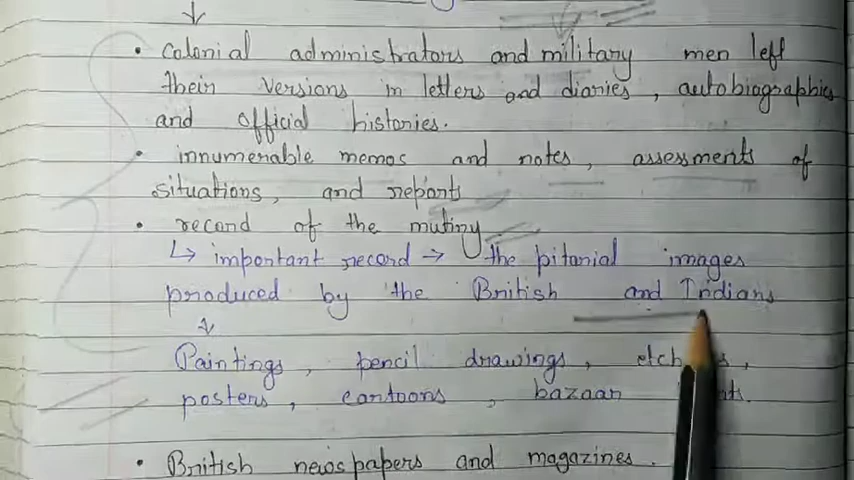 • Colonial administrators and military men left
their versions in letters and diaries, autobiographies
and official histories.
• innumerable memos and notes, assessments of
situations, and reports
• record of the mutiny
↳ important record → the pitorial images
produced by the British and Indians
↓
Paintings, pencil drawings,
posters, cartoons, bazaar
• British newspapers and magazines.